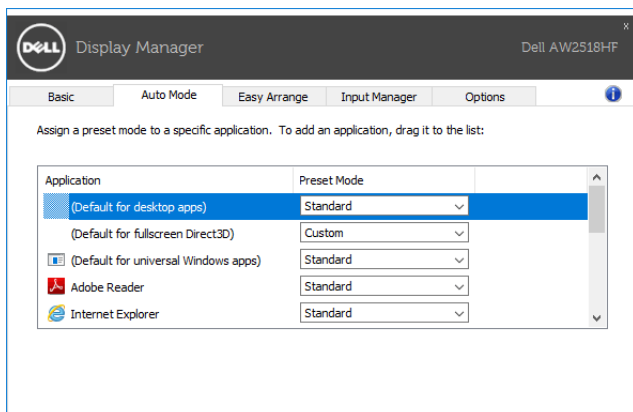 DELL Display Manager Dell AW2518HF x
Basic Auto Mode Easy Arrange Input Manager Options i
Assign a preset mode to a specific application. To add an application, drag it to the list:
Application Preset Mode
(Default for desktop apps) Standard
(Default for fullscreen Direct3D) Custom
(Default for universal Windows apps) Standard
Adobe Reader Standard
Internet Explorer Standard